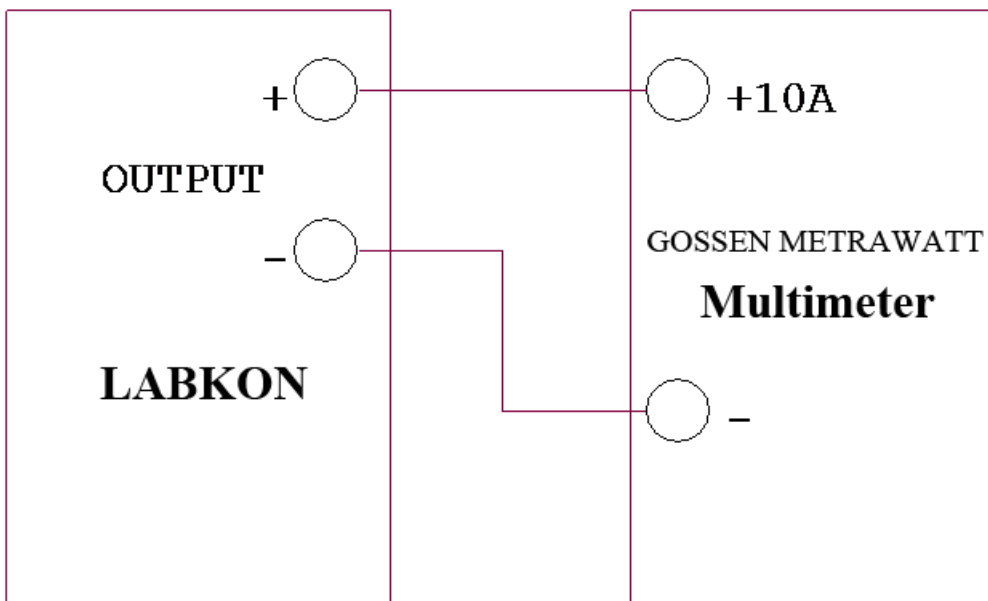 +
OUTPUT
-
LABKON
+10A
GOSSEN METRAWATT
Multimeter
-